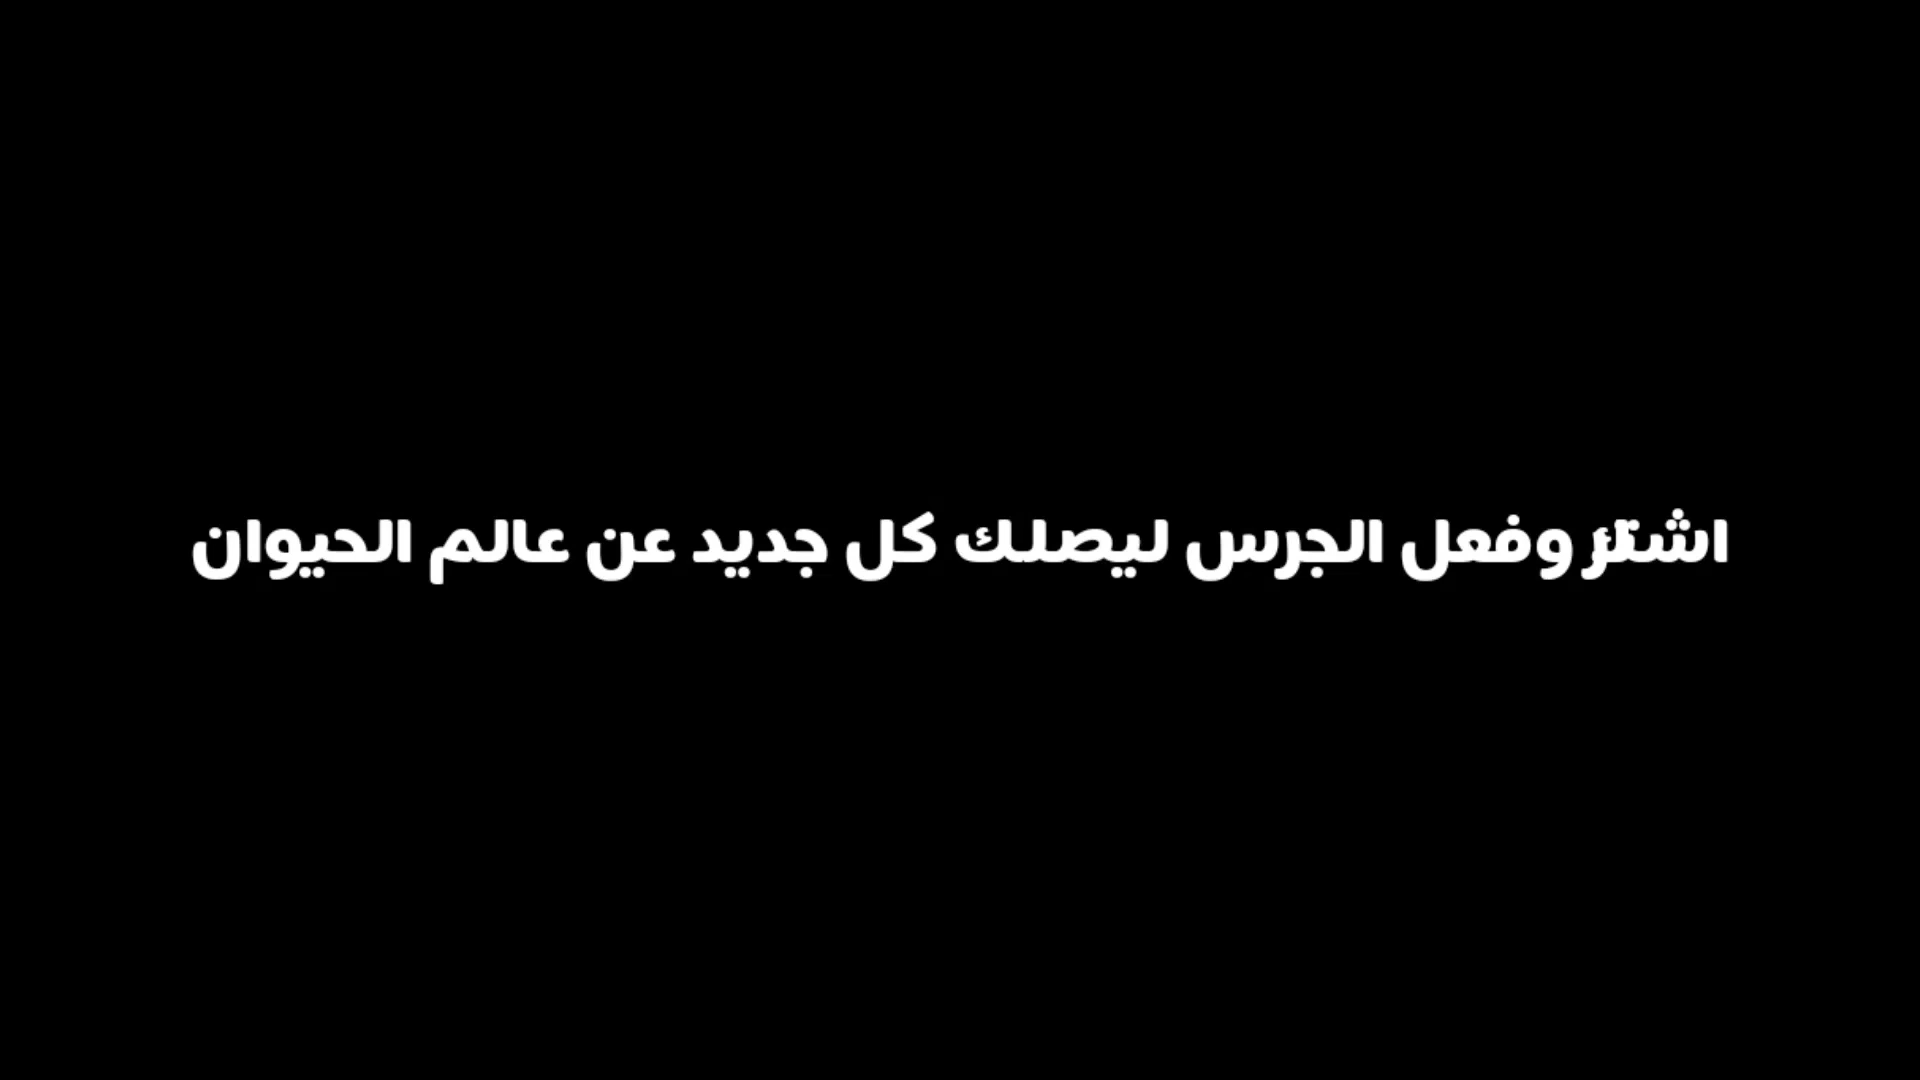 اشترك وفعل الجرس ليصلك كل جديد عن عالم الحيوان